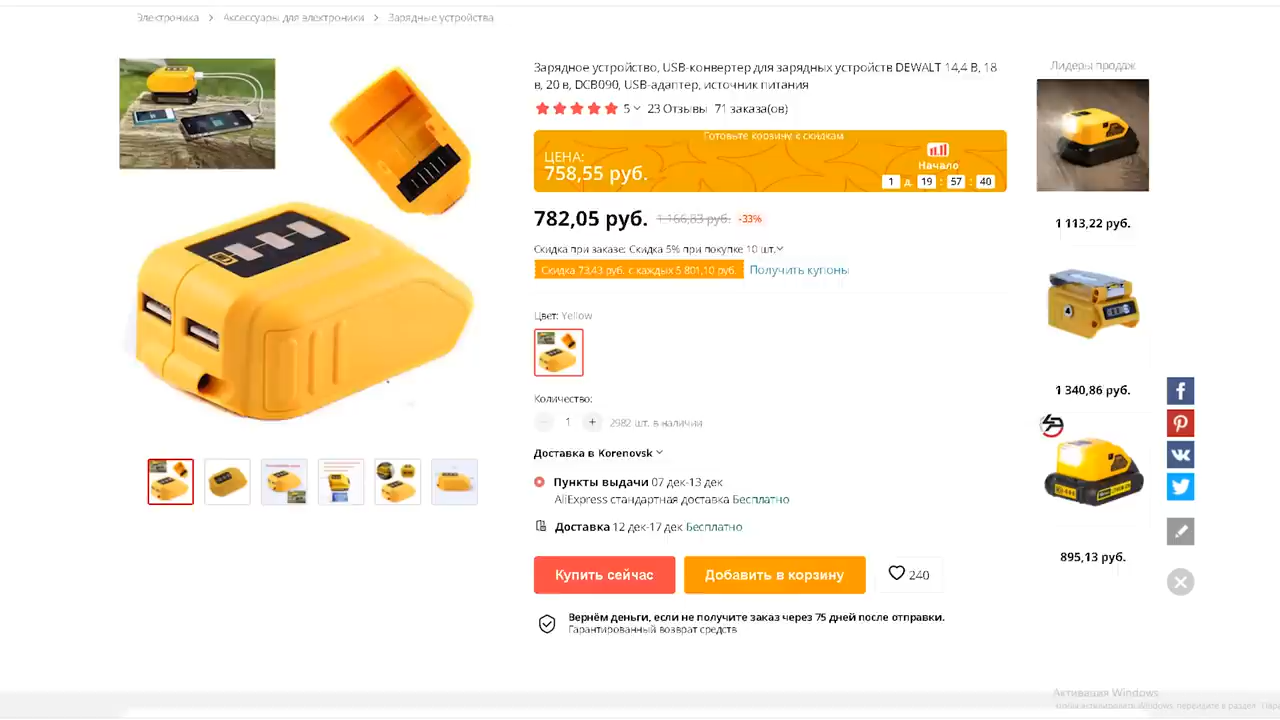 Электроника > Аксессуары для электроники > Зарядные устройства
Зарядное устройство, USB-конвертер для зарядных устройств DEWALT 14,4 В, 18
в, 20 в, DCB090, USB-адаптер, источник питания
5 23 Отзывы 71 заказа(ов)
Готовьте корзину к скидкам
ЦЕНА:
758,55 руб.
Начало
1 д. 19 : 57 : 40
782,05 руб. 1 166,83 руб. -33%
Скидка при заказе: Скидка 5% при покупке 10 шт.
Скидка 73,43 руб. с каждых 5 801,10 руб. Получить купоны
Цвет: Yellow
Количество:
1 + 2982 шт. в наличии
Доставка в Korenovsk
Пункты выдачи 07 дек-13 дек
AliExpress стандартная доставка Бесплатно
Доставка 12 дек-17 дек Бесплатно
Купить сейчас
Добавить в корзину
240
Вернём деньги, если не получите заказ через 75 дней после отправки.
Гарантированный возврат средств
Лидеры продаж
1 113,22 руб.
1 340,86 руб.
895,13 руб.
Активация Windows
Чтобы активировать Windows, перейдите в раздел